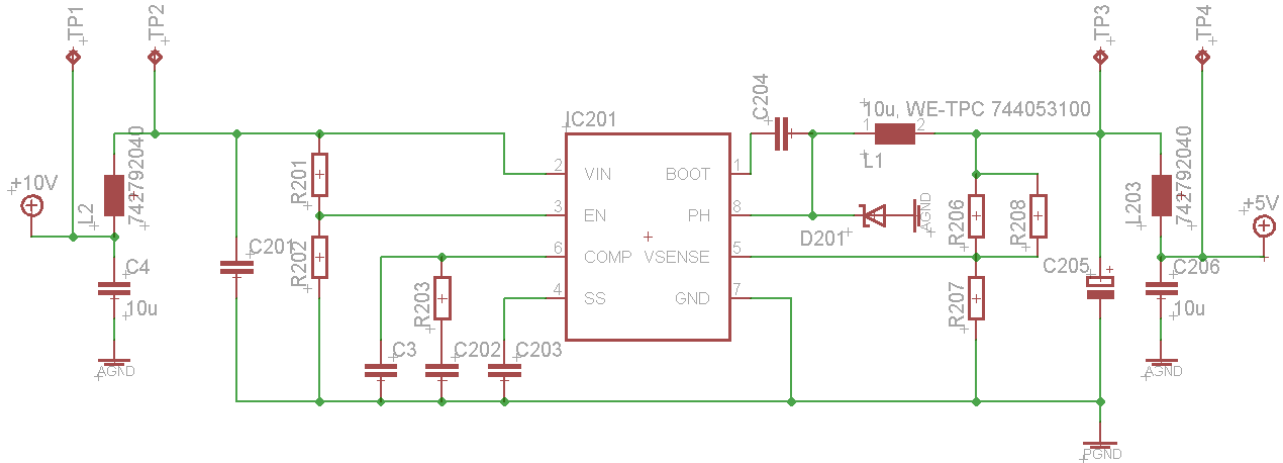 TP1
TP2
TP3
TP4
IC201
C204
10u, WE-TPC 744053100
1
2
L1
+10V
L2
742792040
R201
R202
C201
C4
10u
AGND
2
VIN
BOOT
1
3
EN
PH
8
6
COMP
VSENSE
5
4
SS
GND
7
D201
AGND
R206
R208
R207
R203
C3
C202
C203
C205
L203
742792040
+5V
C206
10u
AGND
PGND